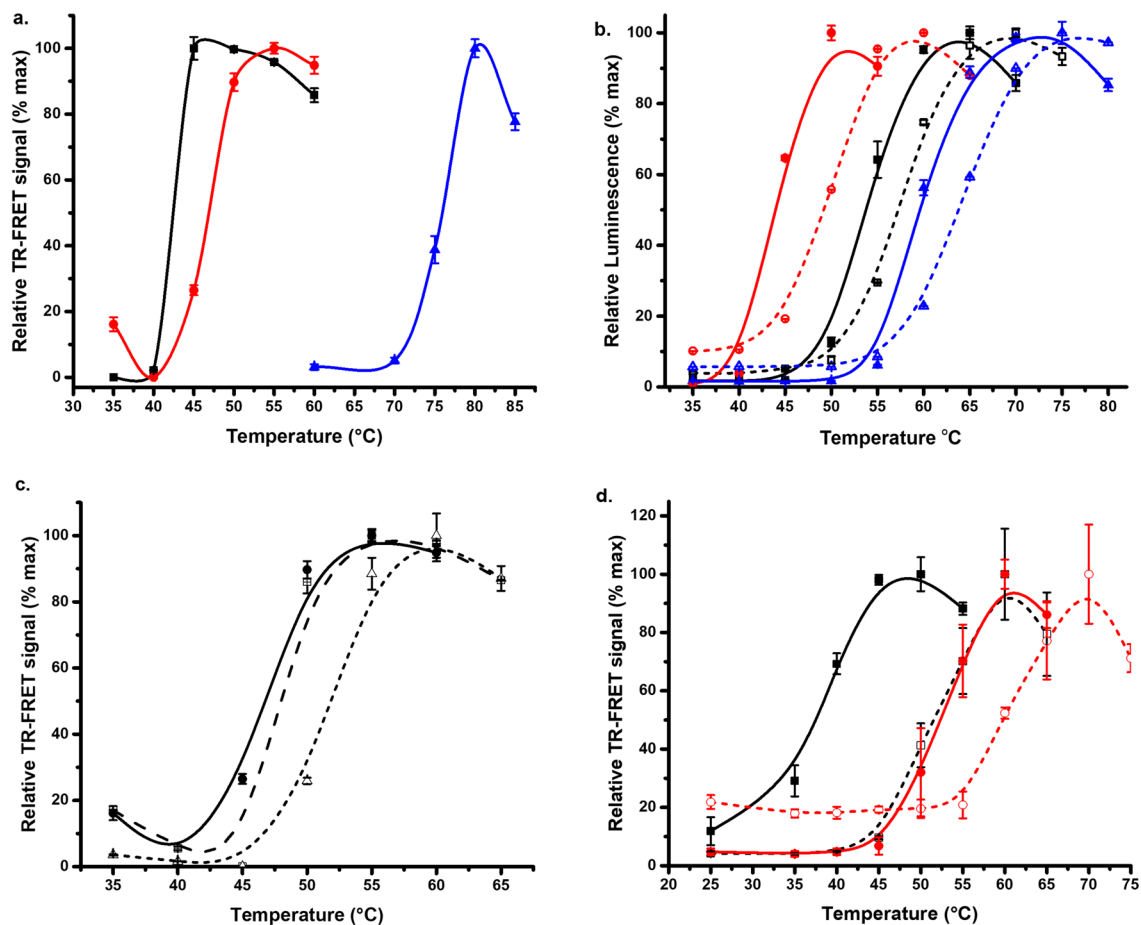 a.
Relative TR-FRET signal (% max)
100
80
60
40
20
0
30 35 40 45 50 55 60 65 70 75 80 85
Temperature (°C)
b.
Relative Luminescence (% max)
100
80
60
40
20
0
35 40 45 50 55 60 65 70 75 80
Temperature °C
c.
Relative TR-FRET signal (% max)
100
80
60
40
20
0
35 40 45 50 55 60 65
Temperature (°C)
d.
Relative TR-FRET signal (% max)
120
100
80
60
40
20
0
20 25 30 35 40 45 50 55 60 65 70 75
Temperature (°C)